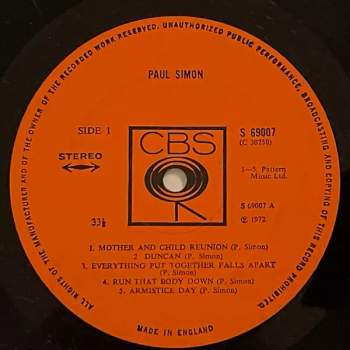 ALL RIGHTS OF THE MANUFACTURER AND OF THE OWNER OF THE RECORDED WORK RESERVED. UNAUTHORIZED PUBLIC PERFORMANCE, BROADCASTING AND COPYING OF THIS RECORD PROHIBITED
PAUL SIMON
SIDE 1
CBS
S 69007
(C 30750)
STEREO
1—5. Pattern
Music Ltd.
33⅓
S 69007 A
℗ 1972
1. MOTHER AND CHILD REUNION (P. Simon)
2. DUNCAN (P. Simon)
3. EVERYTHING PUT TOGETHER FALLS APART
(P. Simon)
4. RUN THAT BODY DOWN (P. Simon)
5. ARMISTICE DAY (P. Simon)
MADE IN ENGLAND